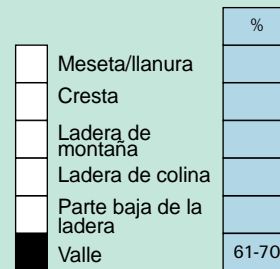 %
Meseta/llanura
Cresta
Ladera de
montaña
Ladera de colina
Parte baja de la
ladera
Valle 61-70